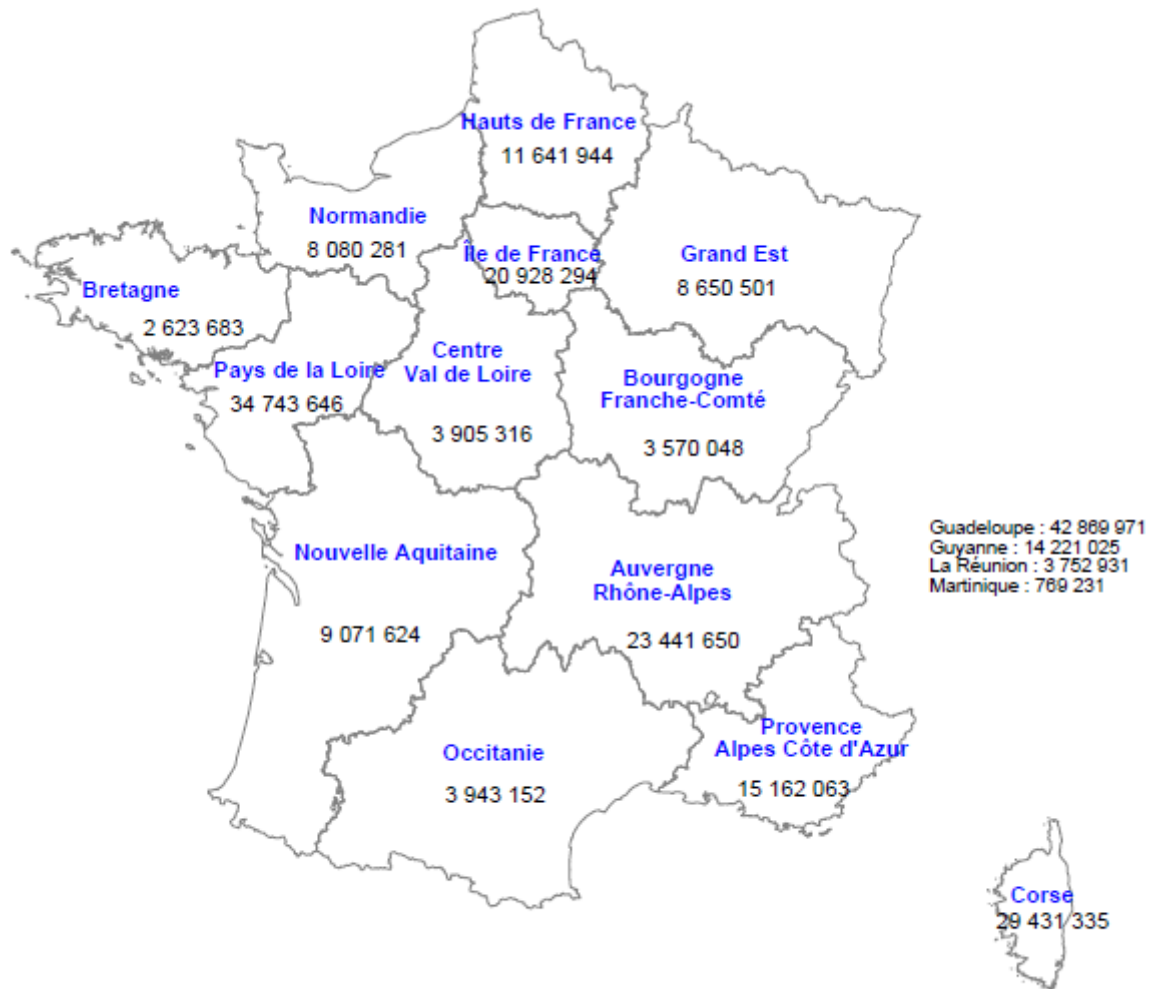 Hauts de France
11 641 944
Normandie
8 080 281
Île de France
20 928 294
Grand Est
8 650 501
Bretagne
2 623 683
Pays de la Loire
34 743 646
Centre
Val de Loire
3 905 316
Bourgogne
Franche-Comté
3 570 048
Nouvelle Aquitaine
9 071 624
Auvergne
Rhône-Alpes
23 441 650
Guadeloupe : 42 869 971
Guyanne : 14 221 025
La Réunion : 3 752 931
Martinique : 769 231
Occitanie
3 943 152
Provence
Alpes Côte d'Azur
15 162 063
Corse
29 431 335